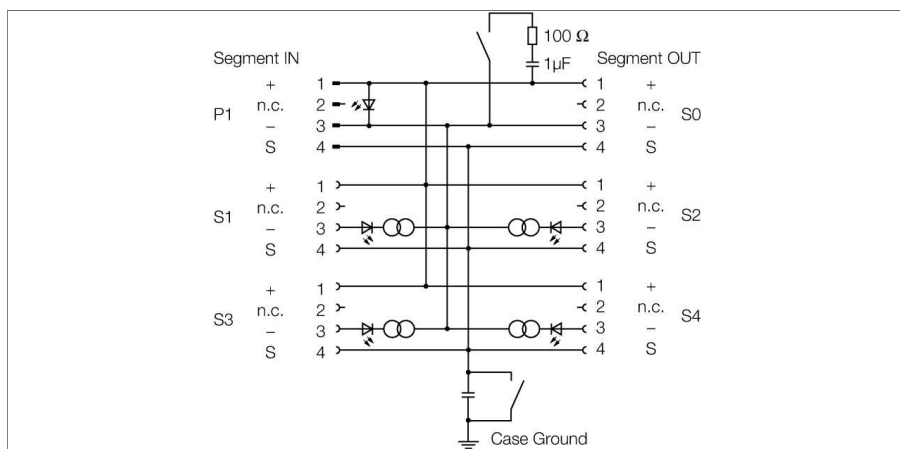 100 Ω
1µF
Segment IN
Segment OUT
+ 1
1 +
P1 n.c. 2
2 n.c. S0
– 3
3 –
S 4
4 S
+ 1
1 +
S1 n.c. 2
2 n.c. S2
– 3
3 –
S 4
4 S
+ 1
1 +
S3 n.c. 2
2 n.c. S4
– 3
3 –
S 4
4 S
Case Ground